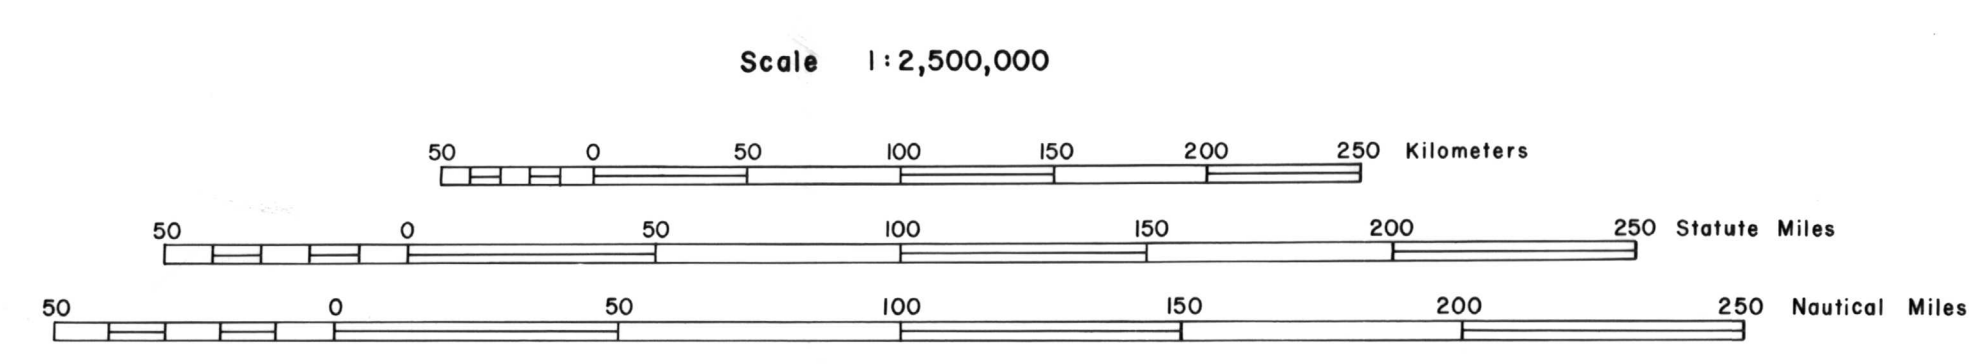 Scale 1:2,500,000
50 0 50 100 150 200 250 Kilometers
50 0 50 100 150 200 250 Statute Miles
50 0 50 100 150 200 250 Nautical Miles